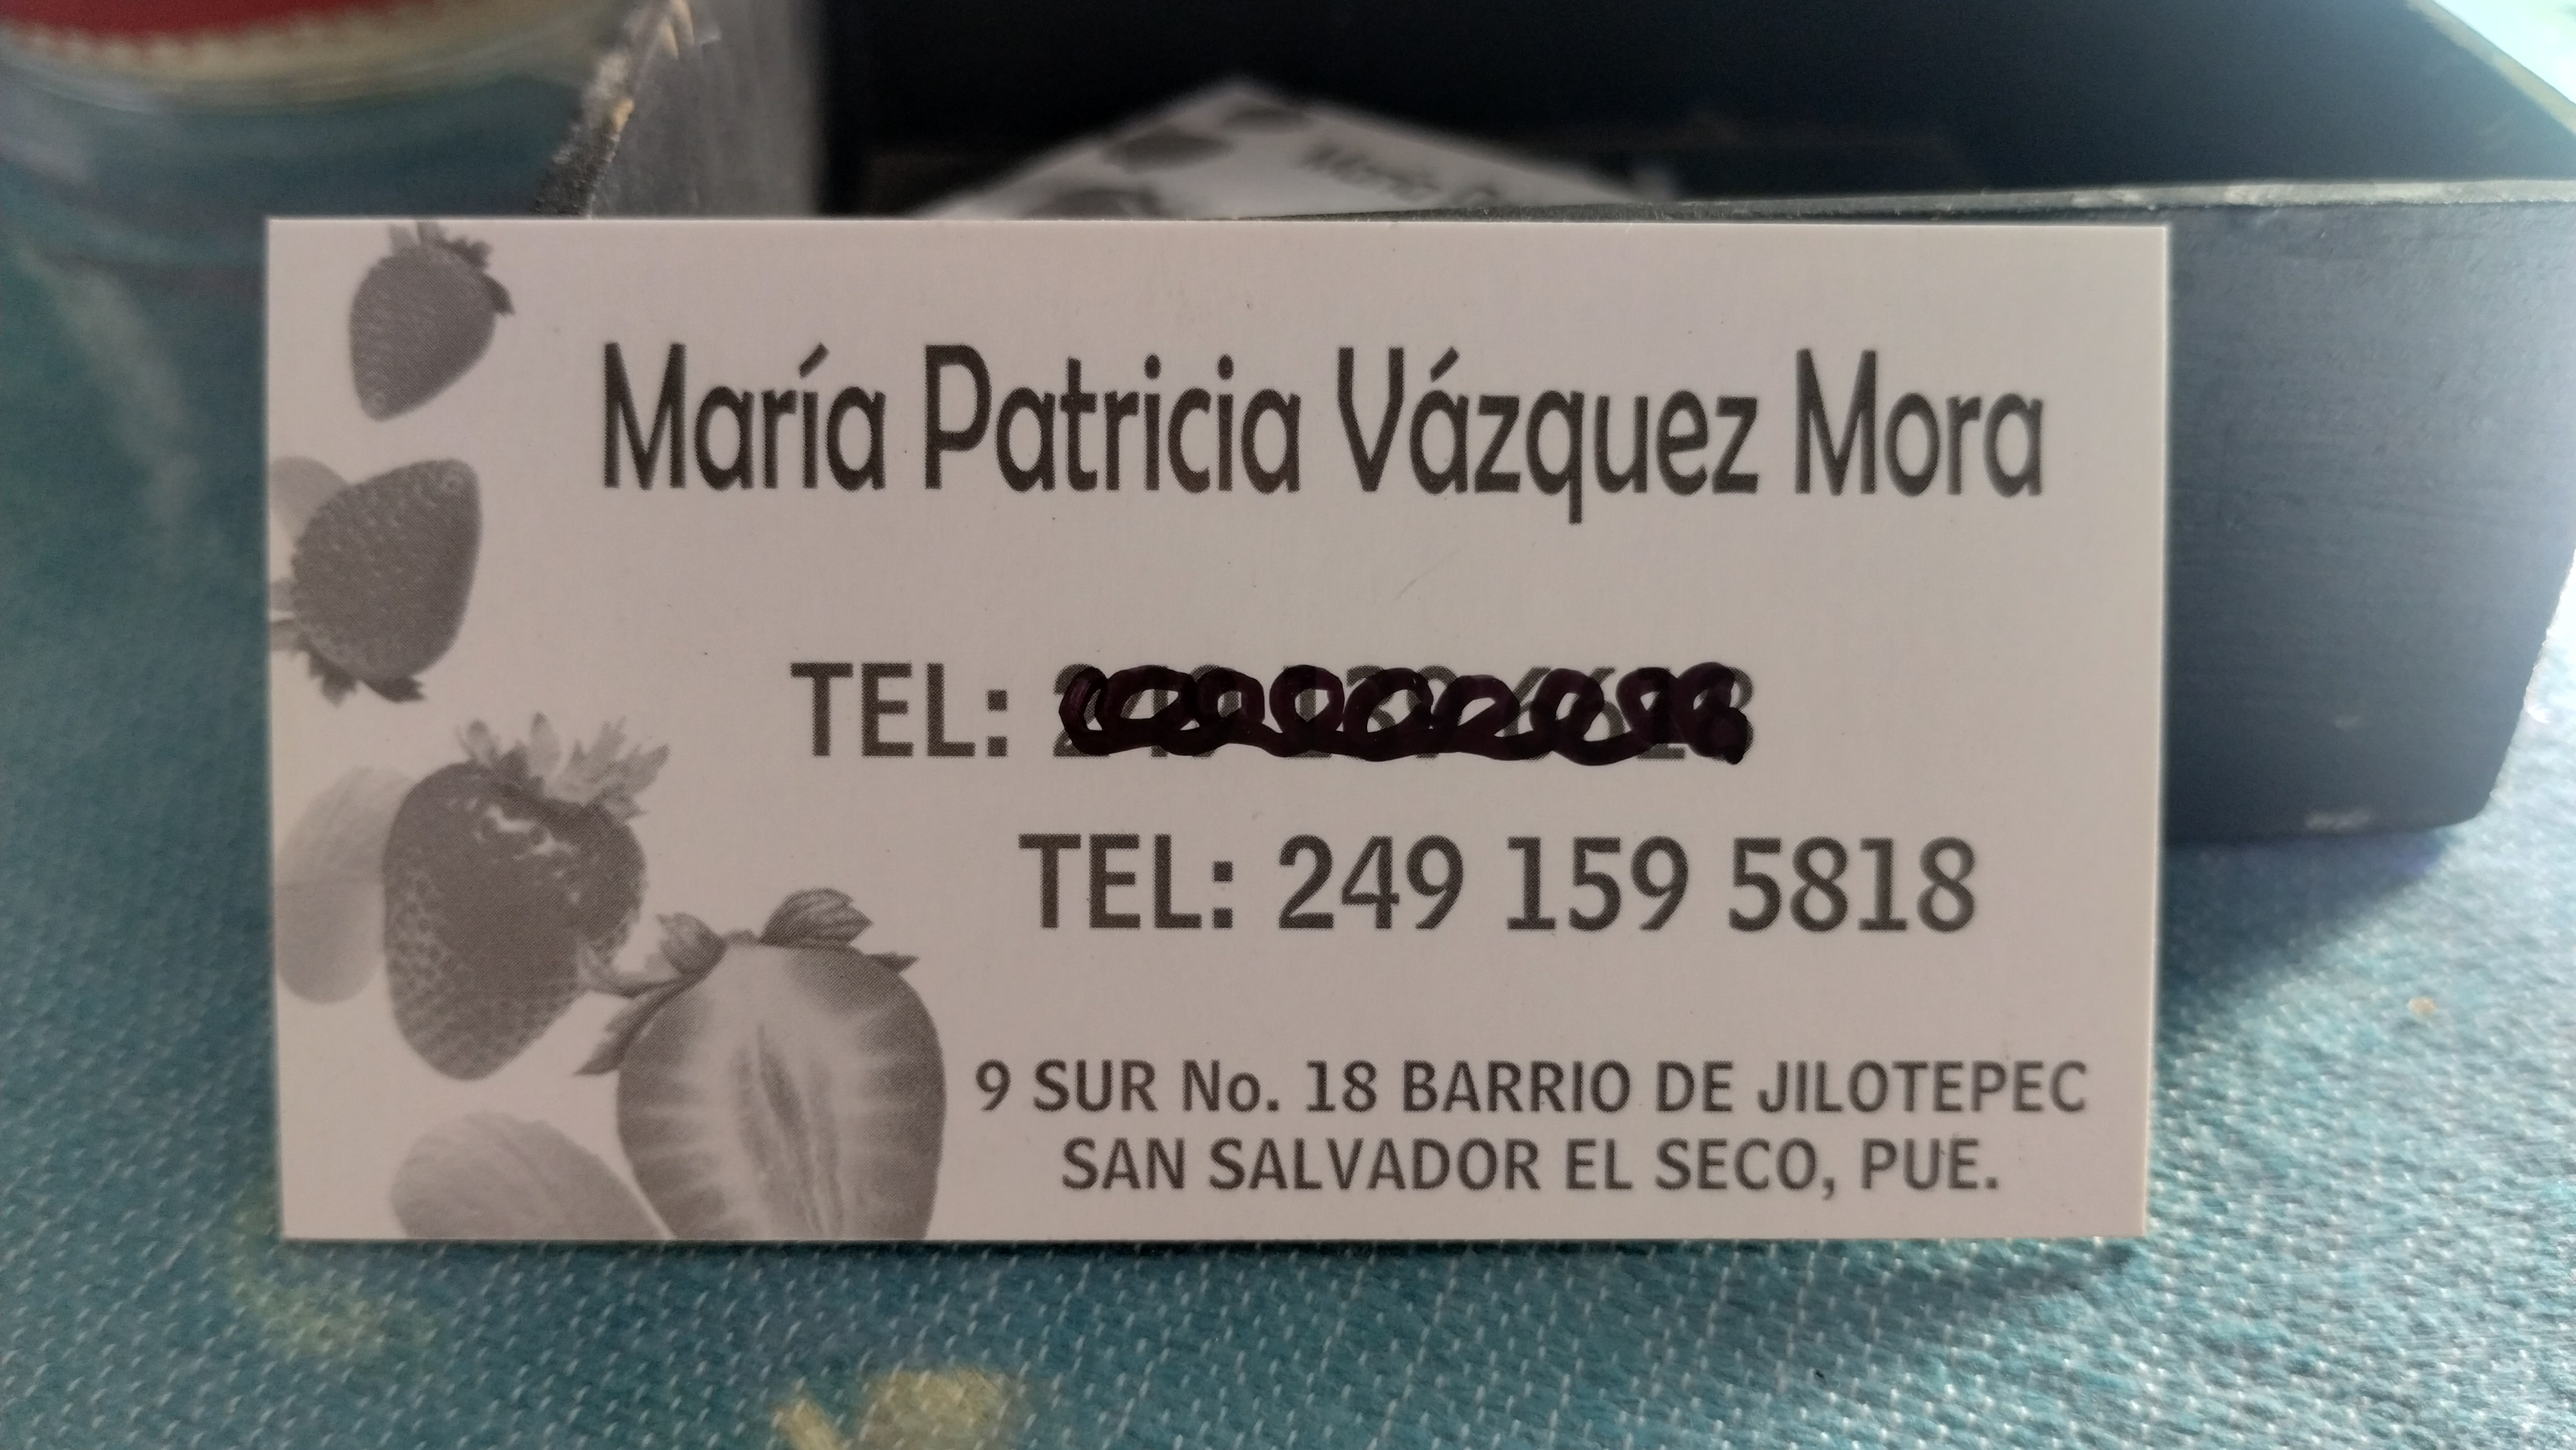 María Patricia Vázquez Mora
TEL:
TEL: 249 159 5818
9 SUR No. 18 BARRIO DE JILOTEPEC
SAN SALVADOR EL SECO, PUE.